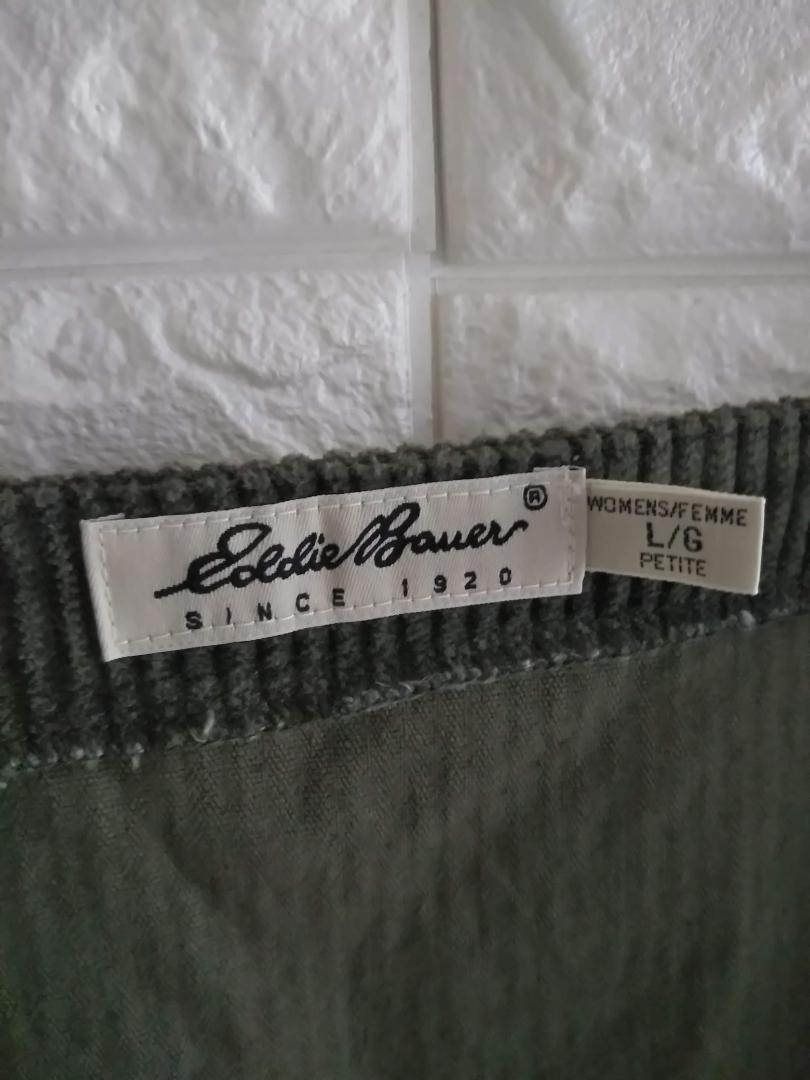 Eddie Bauer®
SINCE 1920
WOMENS/FEMME
L/G
PETITE